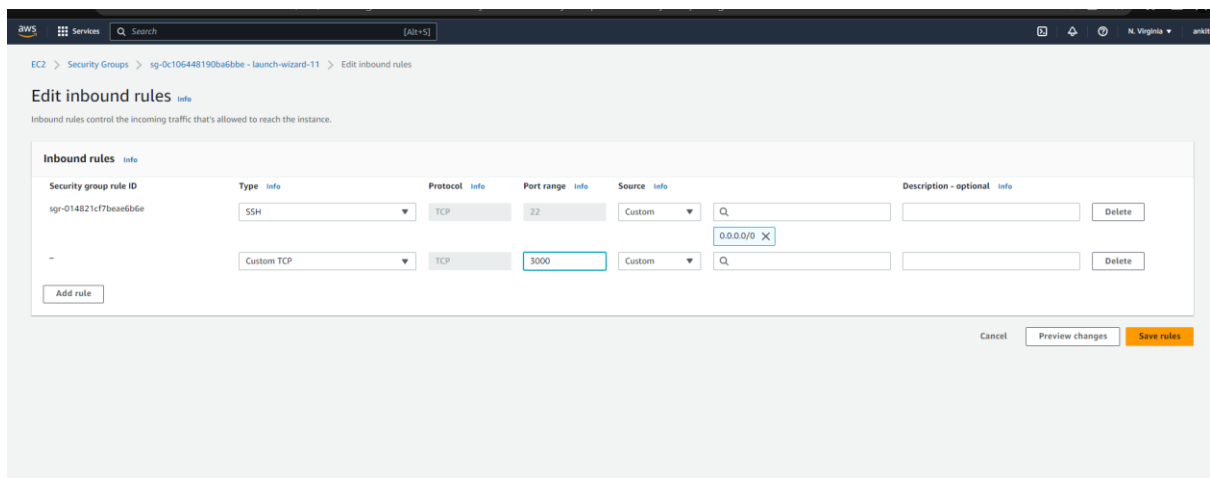 aws Services Search [Alt+S] N. Virginia ankit
EC2 > Security Groups > sg-0c106448190ba6bbe - launch-wizard-11 > Edit inbound rules
Edit inbound rules Info
Inbound rules control the incoming traffic that's allowed to reach the instance.
Inbound rules Info
Security group rule ID Type Info Protocol Info Port range Info Source Info Description - optional Info
sgr-014821cf7beae6b6e SSH TCP 22 Custom Delete
0.0.0.0/0
– Custom TCP TCP 3000 Custom Delete
Add rule
Cancel Preview changes Save rules